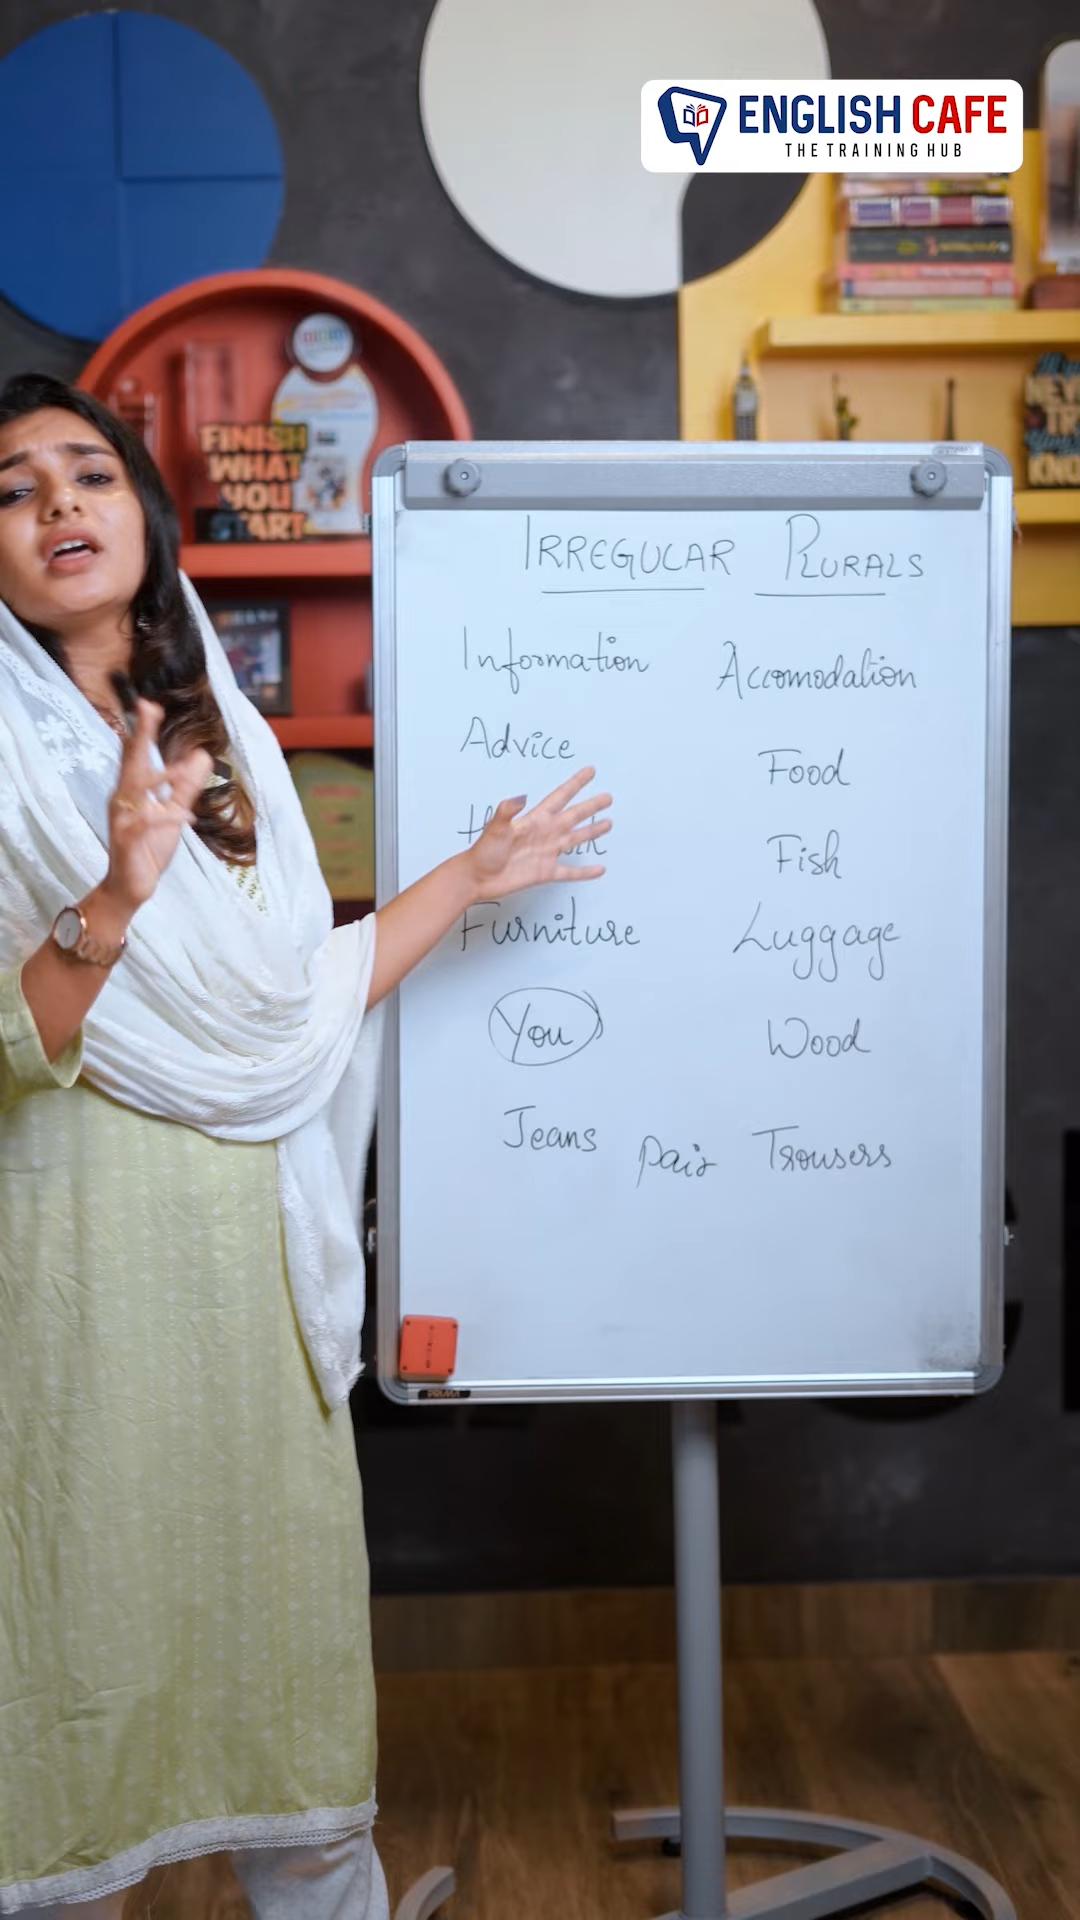 ENGLISH CAFE
THE TRAINING HUB
FINISH
WHAT
YOU
START
IRREGULAR PLURALS
Information
Accomodation
Advice
Food
Fish
Furniture
Luggage
You
Wood
Jeans
Pair
Trousers